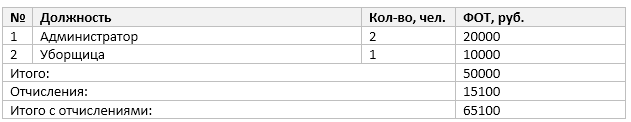 № Должность Кол-во, чел. ФОТ, руб.
1 Администратор 2 20000
2 Уборщица 1 10000
Итого: 50000
Отчисления: 15100
Итого с отчислениями: 65100